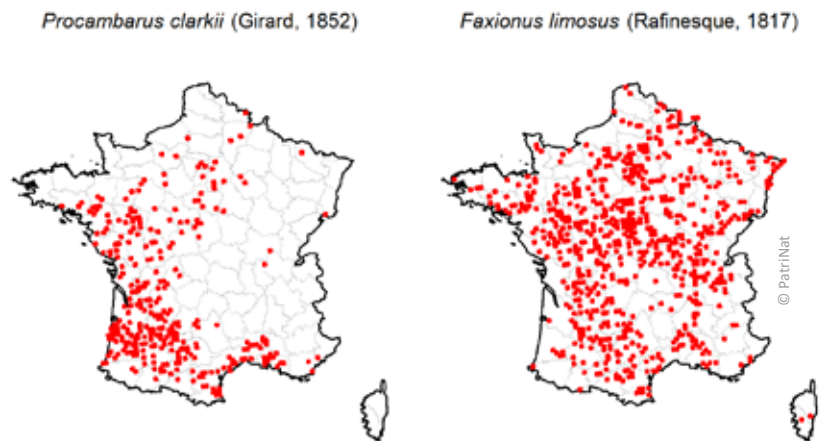 Procambarus clarkii (Girard, 1852)
Faxionus limosus (Rafinesque, 1817)
© PatriNat